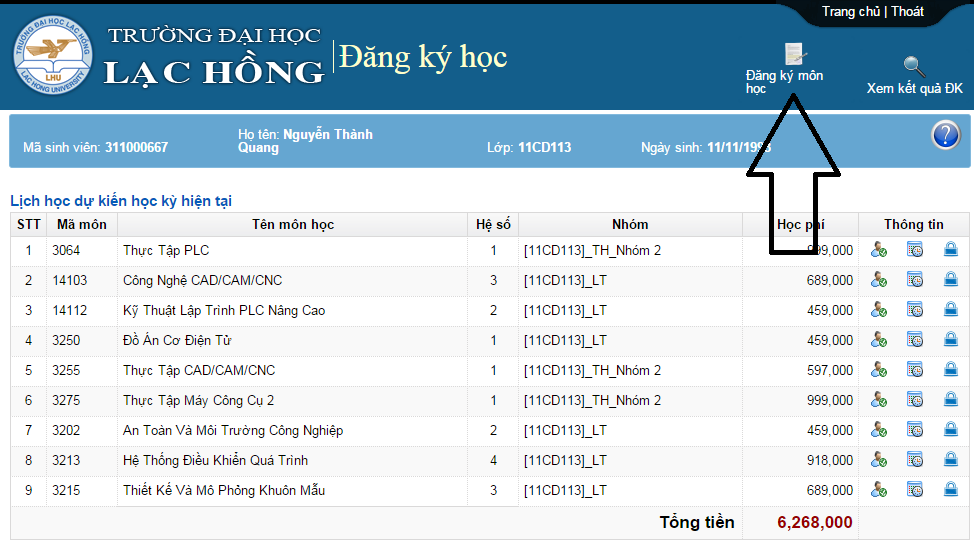 Trang chủ | Thoát
TRƯỜNG ĐẠI HỌC LẠC HỒNG
LHU
LAC HONG UNIVERSITY
TRƯỜNG ĐẠI HỌC
LẠC HỒNG
Đăng ký học
Đăng ký môn
học
Xem kết quả ĐK
Mã sinh viên: 311000667
Họ tên: Nguyễn Thành
Quang
Lớp: 11CD113
Ngày sinh:
?
Lịch học dự kiến học kỳ hiện tại
STT Mã môn Tên môn học Hệ số Nhóm Học phí Thông tin
1 3064 Thực Tập PLC 1 [11CD113]_TH_Nhóm 2 999,000
2 14103 Công Nghệ CAD/CAM/CNC 3 [11CD113]_LT 689,000
3 14112 Kỹ Thuật Lập Trình PLC Nâng Cao 2 [11CD113]_LT 459,000
4 3250 Đồ Án Cơ Điện Tử 1 [11CD113]_LT 459,000
5 3255 Thực Tập CAD/CAM/CNC 1 [11CD113]_TH_Nhóm 2 597,000
6 3275 Thực Tập Máy Công Cụ 2 1 [11CD113]_TH_Nhóm 2 999,000
7 3202 An Toàn Và Môi Trường Công Nghiệp 2 [11CD113]_LT 459,000
8 3213 Hệ Thống Điều Khiển Quá Trình 4 [11CD113]_LT 918,000
9 3215 Thiết Kế Và Mô Phỏng Khuôn Mẫu 3 [11CD113]_LT 689,000
Tổng tiền 6,268,000